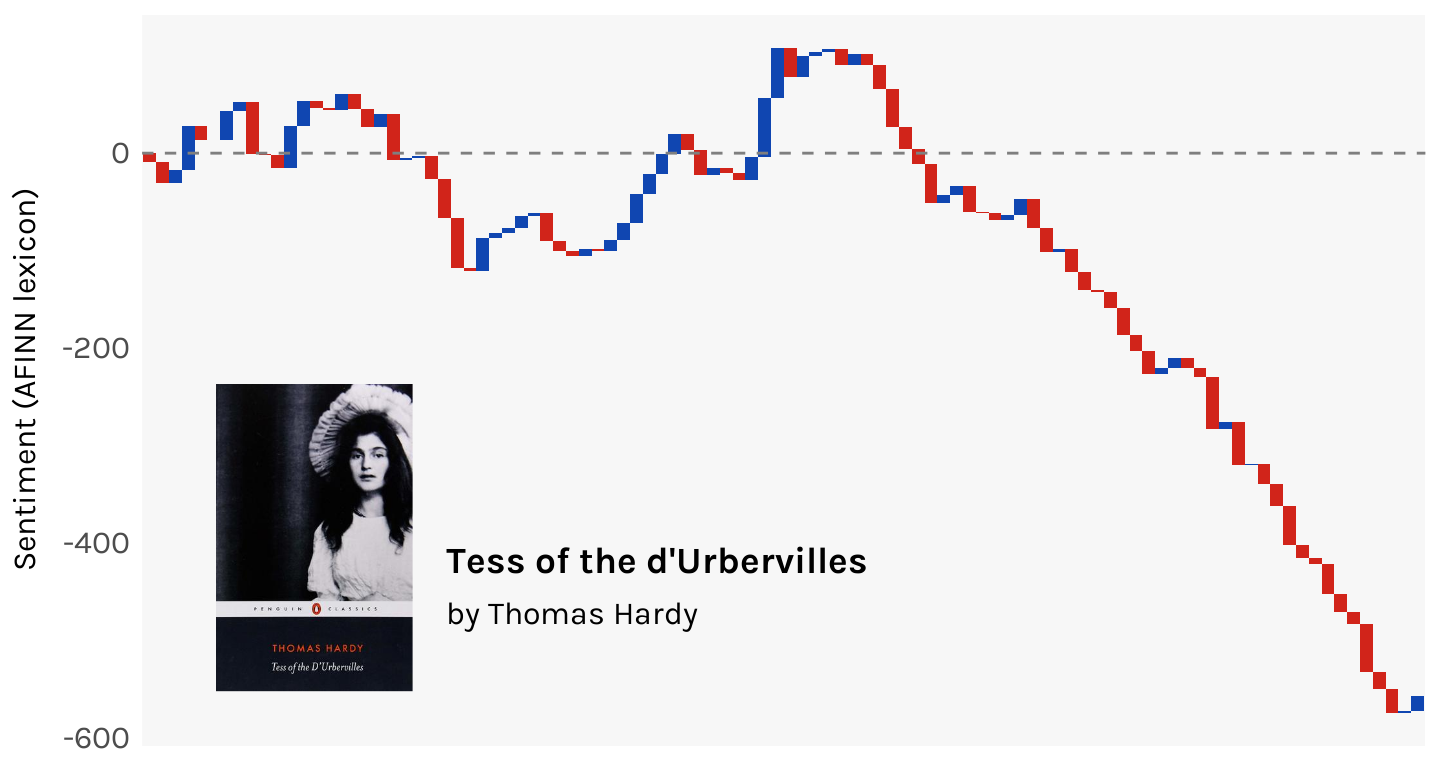 Sentiment (AFINN lexicon)
0
-200
-400
-600
PENGUIN CLASSICS
THOMAS HARDY
Tess of the D'Urbervilles
Tess of the d'Urbervilles
by Thomas Hardy